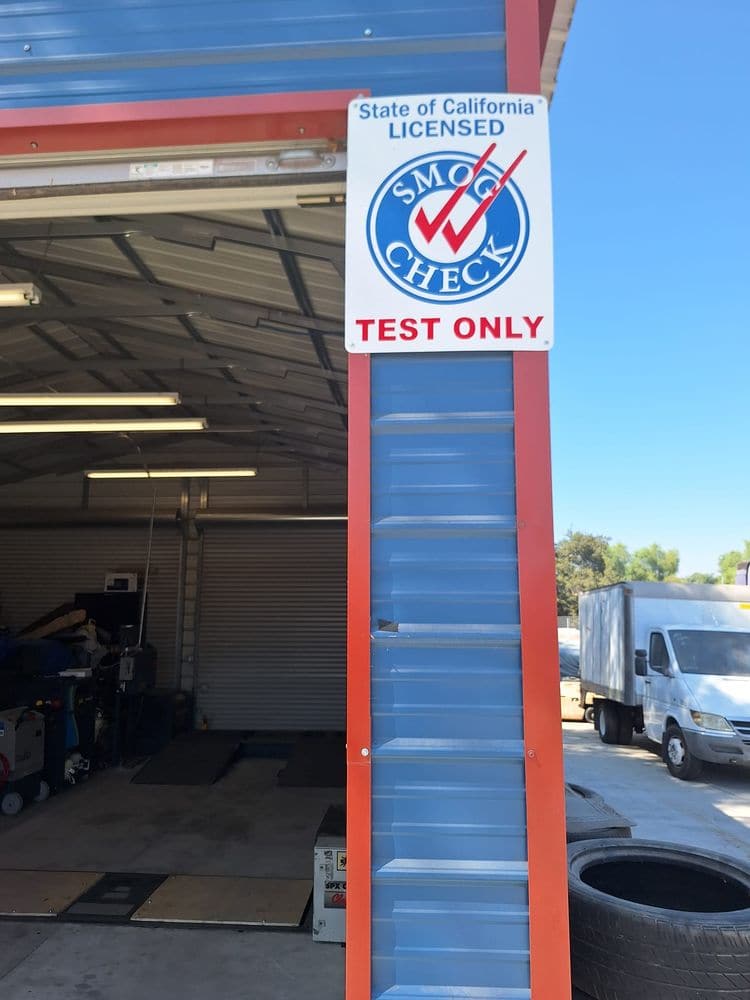 State of California
LICENSED
SMOG
CHECK
TEST ONLY